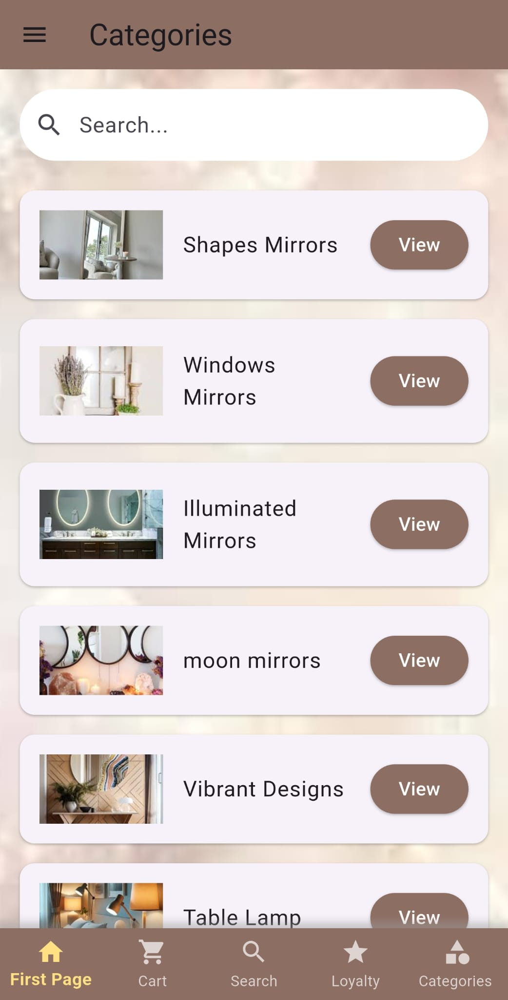 Categories
Search...
Shapes Mirrors
View
Windows
Mirrors
View
Illuminated
Mirrors
View
moon mirrors
View
Vibrant Designs
View
Table Lamp
View
First Page
Cart
Search
Loyalty
Categories